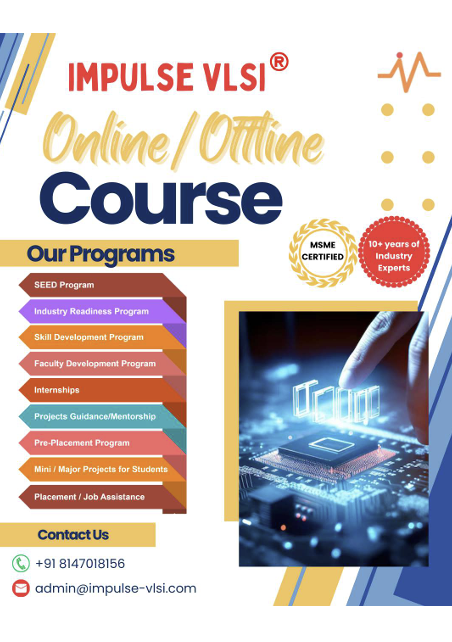 IMPULSE VLSI®
Online / Offline
Course
MSME
CERTIFIED
10+ years of
Industry
Experts
Our Programs
SEED Program
Industry Readiness Program
Skill Development Program
Faculty Development Program
Internships
Projects Guidance/Mentorship
Pre-Placement Program
Mini / Major Projects for Students
Placement / Job Assistance
Contact Us
+91 8147018156
admin@impulse-vlsi.com